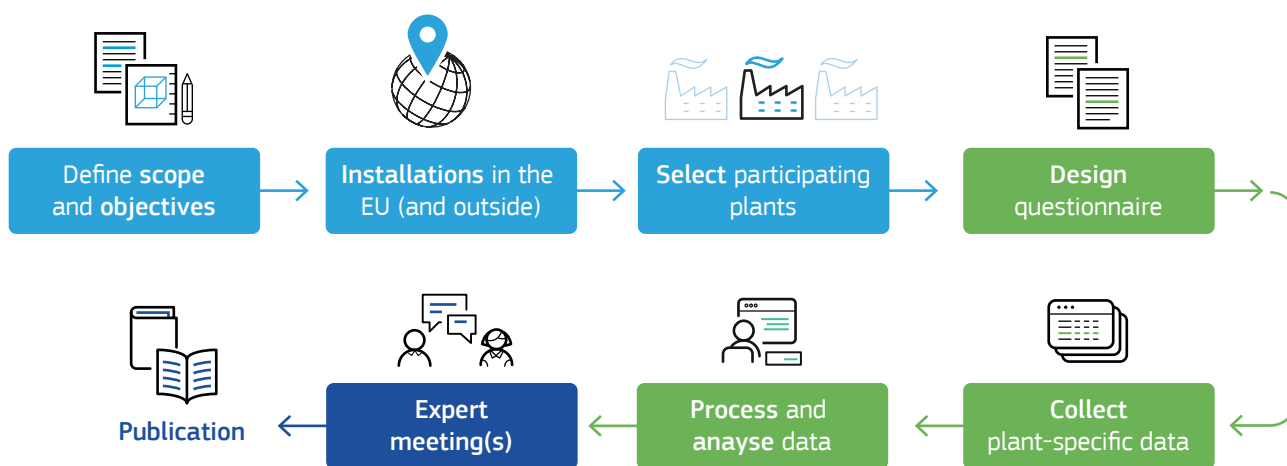 Define scope
and objectives
Installations in the
EU (and outside)
Select participating
plants
Design
questionnaire
Collect
plant-specific data
Process and
analyse data
Expert
meeting(s)
Publication